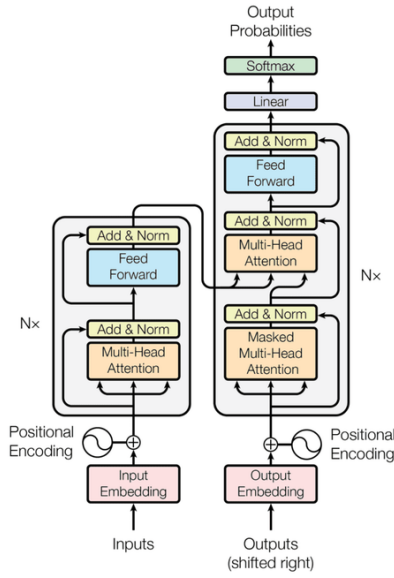 Output
Probabilities
Softmax
Linear
Add & Norm
Feed
Forward
Add & Norm
Multi-Head
Attention
Add & Norm
Masked
Multi-Head
Attention
N×
Add & Norm
Feed
Forward
Add & Norm
Multi-Head
Attention
N×
Positional
Encoding
Positional
Encoding
Input
Embedding
Output
Embedding
Inputs
Outputs
(shifted right)